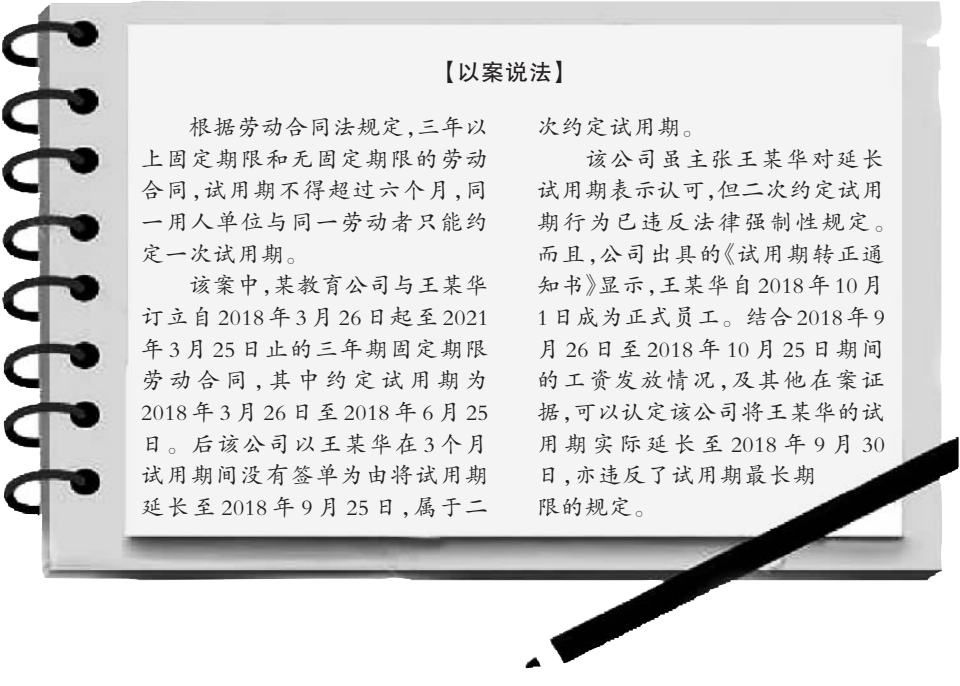 【以案说法】
根据劳动合同法规定,三年以
上固定期限和无固定期限的劳动
合同,试用期不得超过六个月,同
一用人单位与同一劳动者只能约
定一次试用期。
该案中,某教育公司与王某华
订立自2018年3月26日起至2021
年3月25日止的三年期固定期限
劳动合同,其中约定试用期为
2018年3月26日至2018年6月25
日。后该公司以王某华在3个月
试用期间没有签单为由将试用期
延长至2018年9月25日,属于二
次约定试用期。
该公司虽主张王某华对延长
试用期表示认可,但二次约定试用
期行为已违反法律强制性规定。
而且,公司出具的《试用期转正通
知书》显示,王某华自2018年10月
1日成为正式员工。结合2018年9
月26日至2018年10月25日期间
的工资发放情况,及其他在案证
据,可以认定该公司将王某华的试
用期实际延长至2018年9月30
日,亦违反了试用期最长期
限的规定。